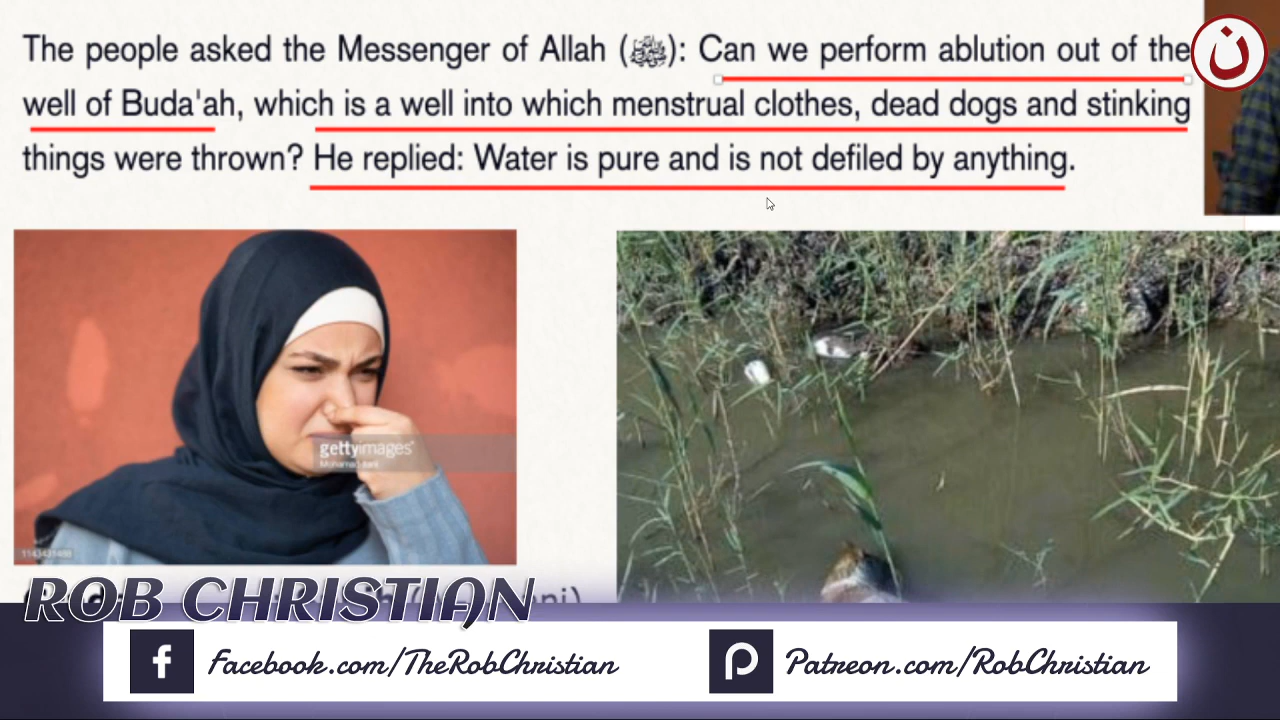 The people asked the Messenger of Allah (ﷺ): Can we perform ablution out of the
well of Buda'ah, which is a well into which menstrual clothes, dead dogs and stinking
things were thrown? He replied: Water is pure and is not defiled by anything.
ن
gettyimages®
1143431488
ROB CHRISTIAN
Facebook.com/TheRobChristian
Patreon.com/RobChristian